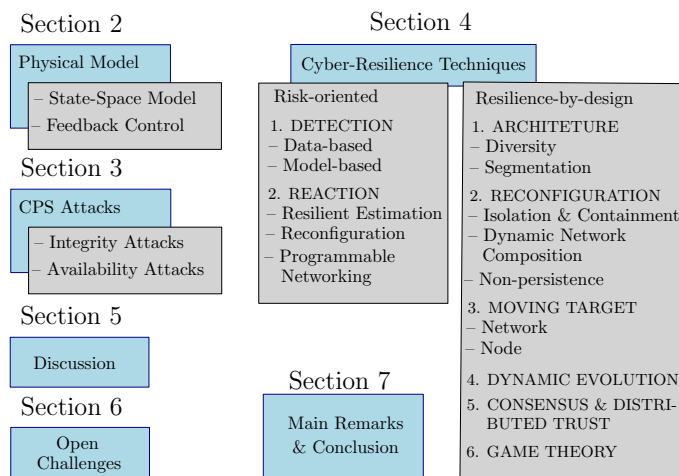 Section 2
Physical Model
– State-Space Model
– Feedback Control
Section 3
CPS Attacks
– Integrity Attacks
– Availability Attacks
Section 5
Discussion
Section 6
Open
Challenges
Section 4
Cyber-Resilience Techniques
Risk-oriented
1. DETECTION
– Data-based
– Model-based
2. REACTION
– Resilient Estimation
– Reconfiguration
– Programmable
Networking
Resilience-by-design
1. ARCHITETURE
– Diversity
– Segmentation
2. RECONFIGURATION
– Isolation & Containment
– Dynamic Network
Composition
– Non-persistence
3. MOVING TARGET
– Network
– Node
4. DYNAMIC EVOLUTION
5. CONSENSUS & DISTRI-
BUTED TRUST
6. GAME THEORY
Section 7
Main Remarks
& Conclusion